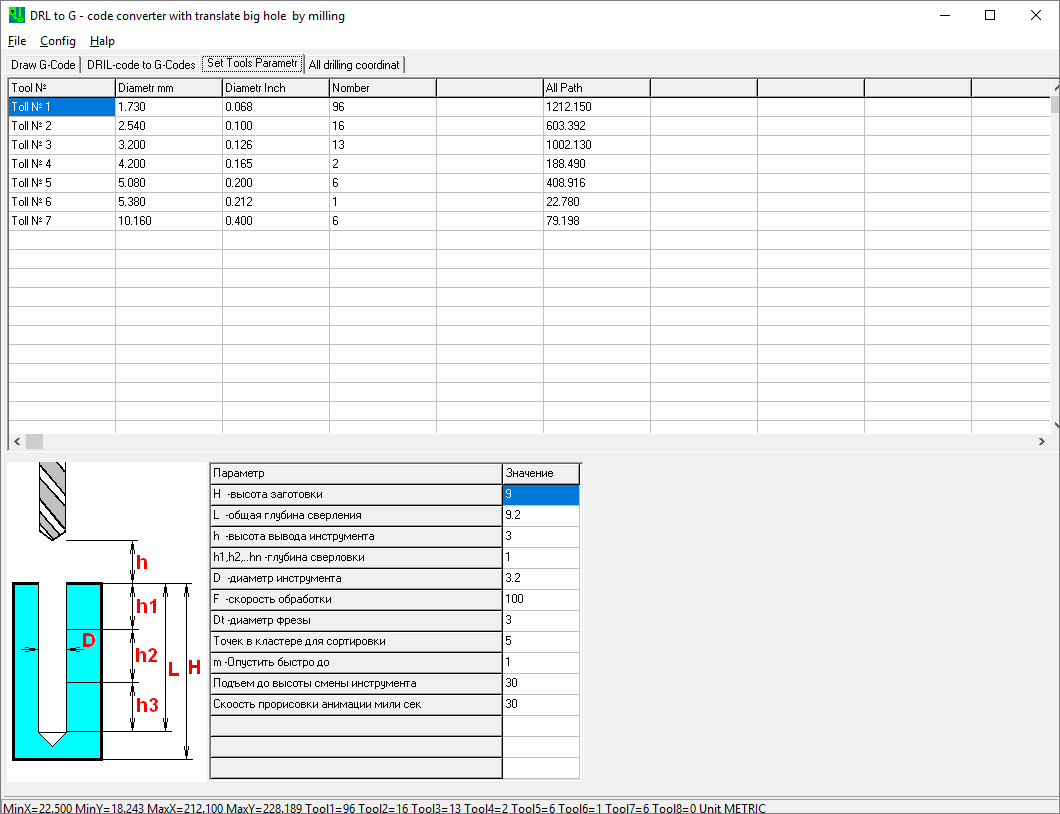 DRL to G - code converter with translate big hole by milling
File Config Halp
Draw G-Code DRIL-code to G-Codes Set Tools Parametr All drilling coordinat
Tool № Diametr mm Diametr Inch Nomber All Path
Toll № 1 1.730 0.068 96 1212.150
Toll № 2 2.540 0.100 16 603.392
Toll № 3 3.200 0.126 13 1002.130
Toll № 4 4.200 0.165 2 188.490
Toll № 5 5.080 0.200 6 408.916
Toll № 6 5.380 0.212 1 22.780
Toll № 7 10.160 0.400 6 79.198
Параметр Значение
H -высота заготовки 9
L -общая глубина сверления 9.2
h -высота вывода инструмента 3
h1,h2,..hn -глубина сверловки 1
D -диаметр инструмента 3.2
F -скорость обработки 100
Dt -диаметр фрезы 3
Точек в кластере для сортировки 5
m -Опустить быстро до 1
Подъем до высоты смены инструмента 30
Скоость прорисовки анимации мили сек 30
h
h1
D
h2
L H
h3
MinX=22,500 MinY=18,243 MaxX=212,100 MaxY=228,189 Tool1=96 Tool2=16 Tool3=13 Tool4=2 Tool5=6 Tool6=1 Tool7=6 Tool8=0 Unit METRIC